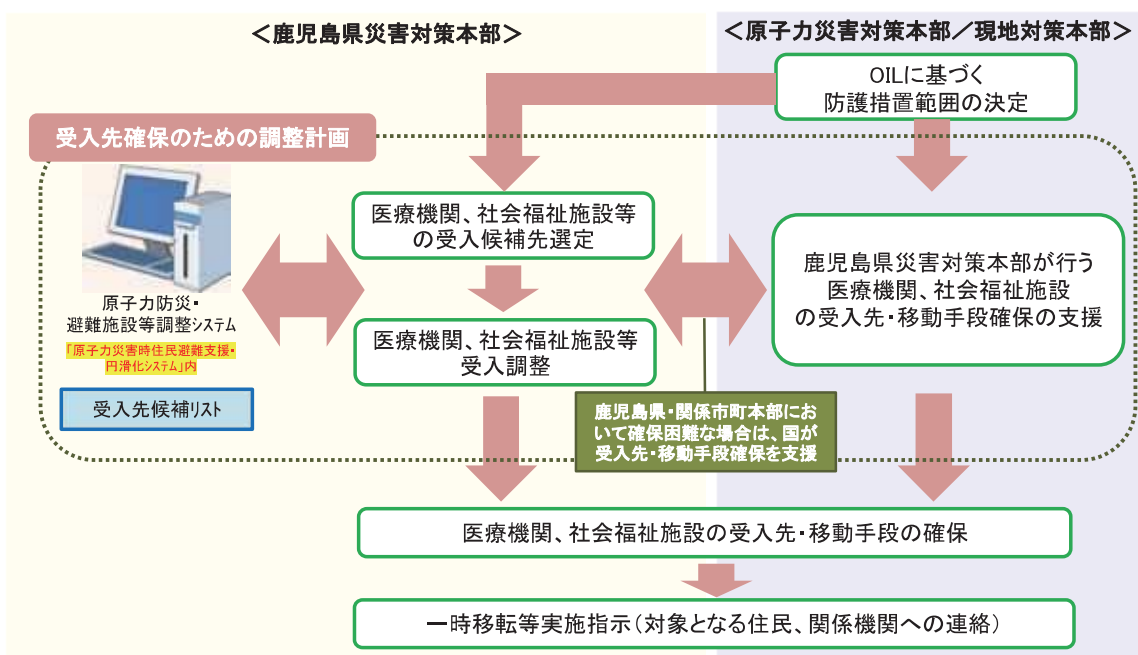 ＜鹿児島県災害対策本部＞
＜原子力災害対策本部／現地対策本部＞
OILに基づく
防護措置範囲の決定
受入先確保のための調整計画
医療機関、社会福祉施設等
の受入候補先選定
鹿児島県災害対策本部が行う
医療機関、社会福祉施設
の受入先・移動手段確保の支援
原子力防災・
避難施設等調整システム
「原子力災害時住民避難支援・
円滑化システム」内
受入先候補リスト
医療機関、社会福祉施設等
受入調整
鹿児島県・関係市町本部にお
いて確保困難な場合は、国が
受入先・移動手段確保を支援
医療機関、社会福祉施設の受入先・移動手段の確保
一時移転等実施指示（対象となる住民、関係機関への連絡）